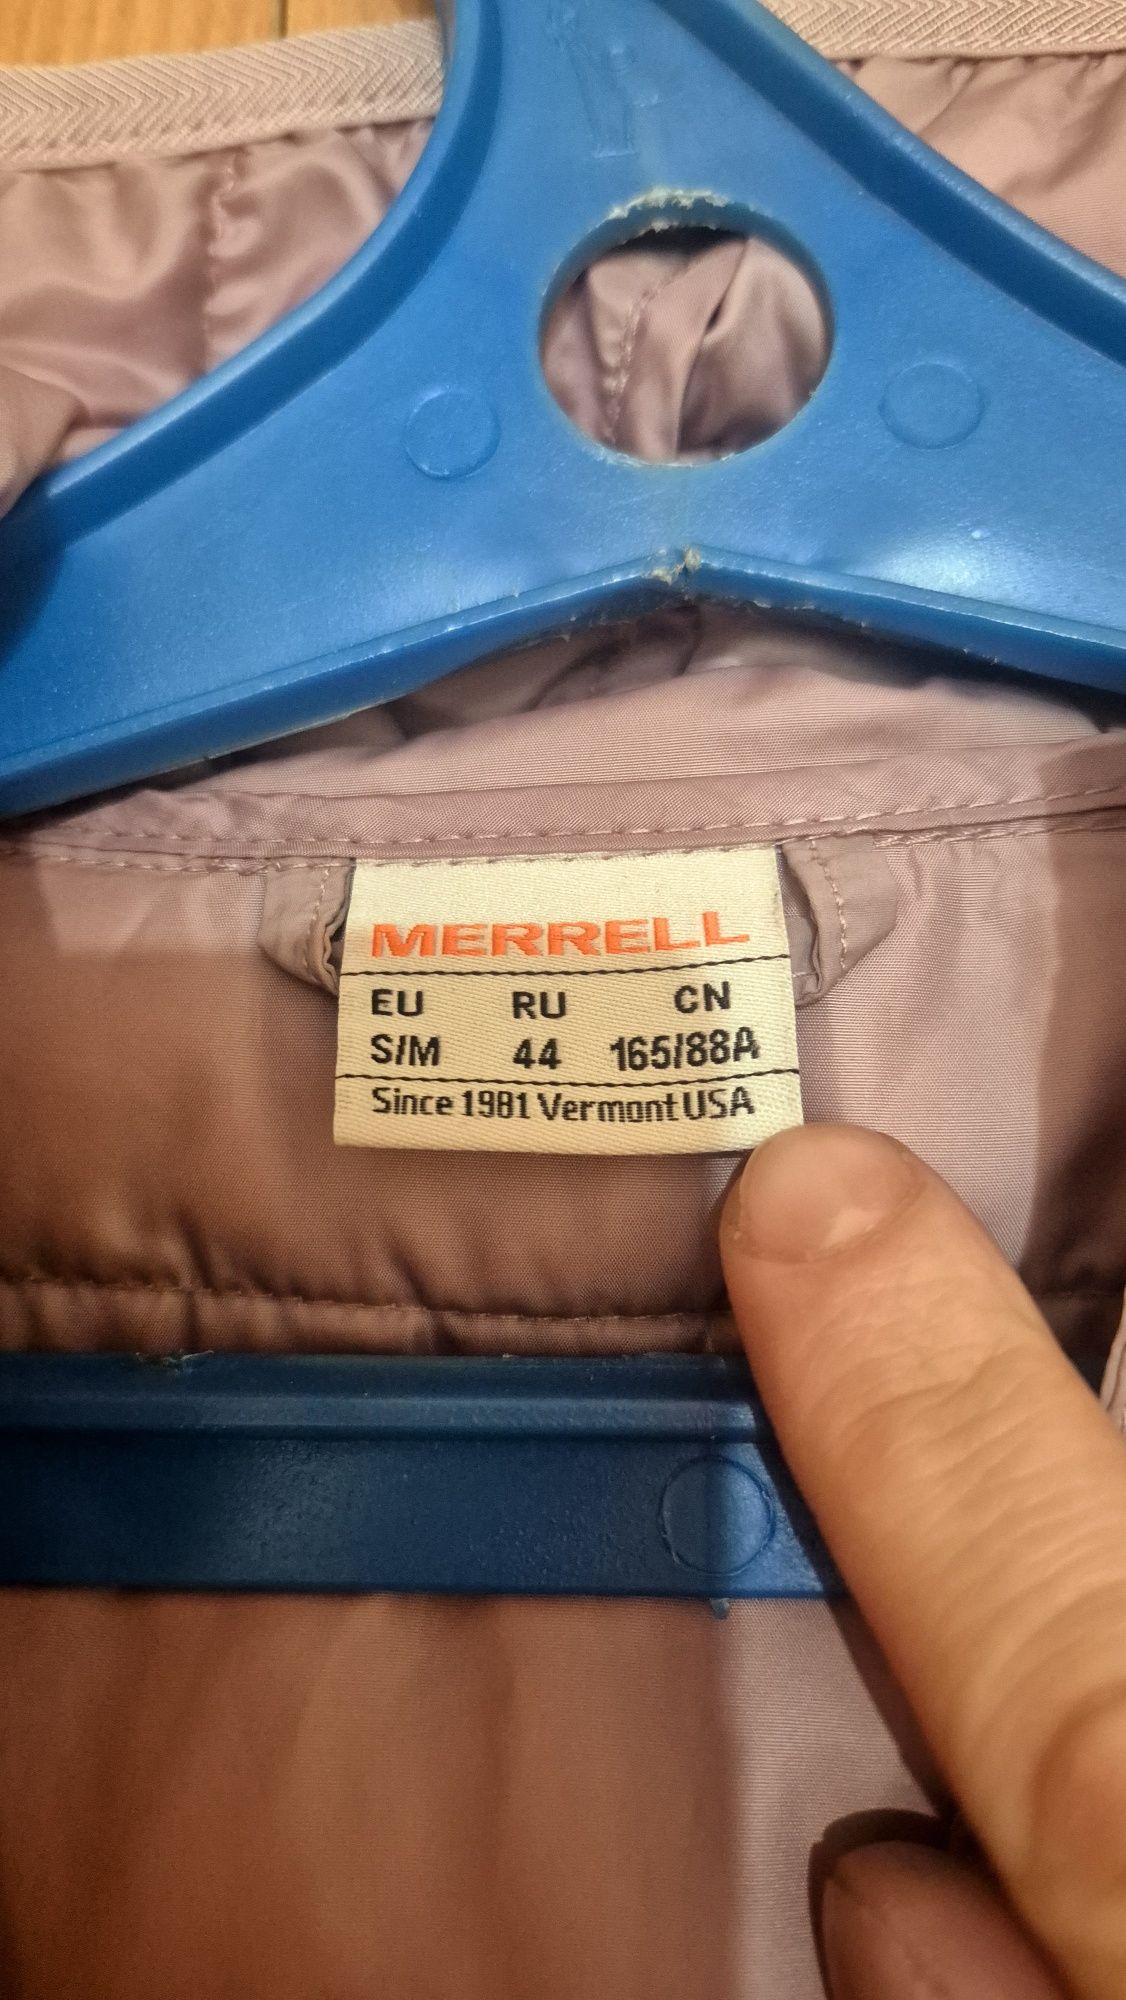 MERRELL
EU RU CN
S/M 44 165/88A
Since 1981 Vermont USA